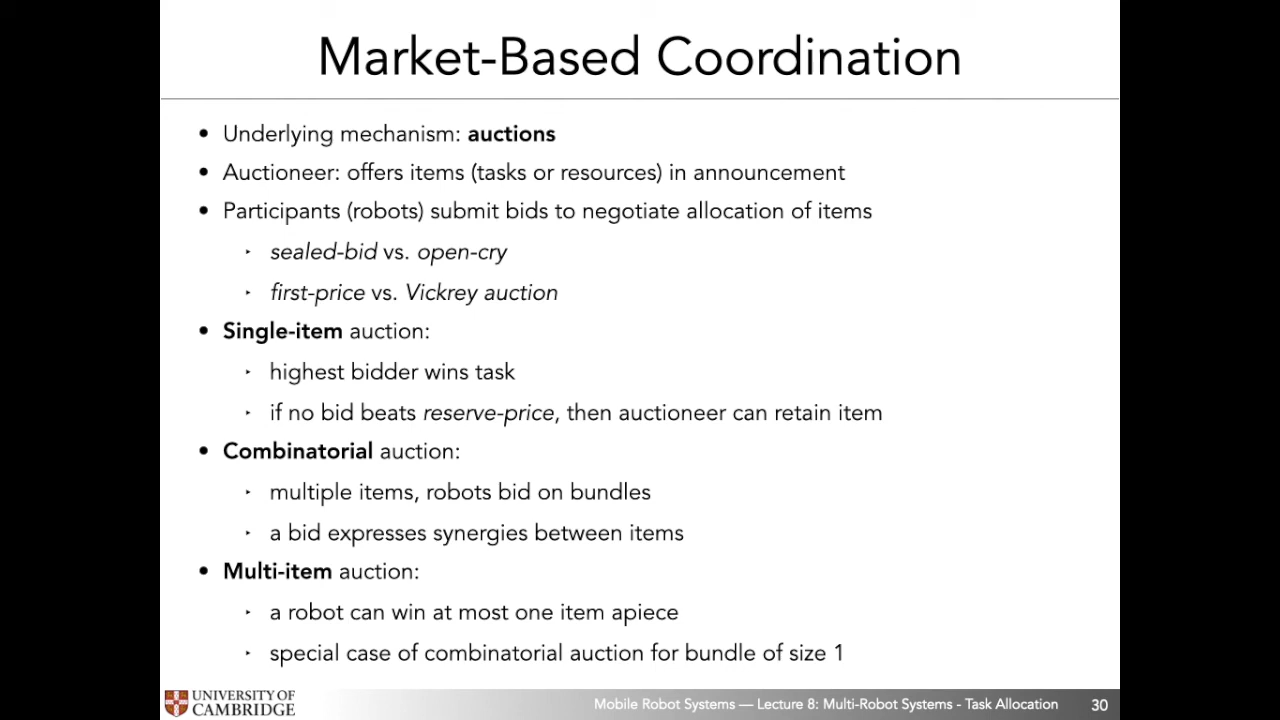 Market-Based Coordination
• Underlying mechanism: auctions
• Auctioneer: offers items (tasks or resources) in announcement
• Participants (robots) submit bids to negotiate allocation of items
‣ sealed-bid vs. open-cry
‣ first-price vs. Vickrey auction
• Single-item auction:
‣ highest bidder wins task
‣ if no bid beats reserve-price, then auctioneer can retain item
• Combinatorial auction:
‣ multiple items, robots bid on bundles
‣ a bid expresses synergies between items
• Multi-item auction:
‣ a robot can win at most one item apiece
‣ special case of combinatorial auction for bundle of size 1
UNIVERSITY OF
CAMBRIDGE
Mobile Robot Systems — Lecture 8: Multi-Robot Systems - Task Allocation
30